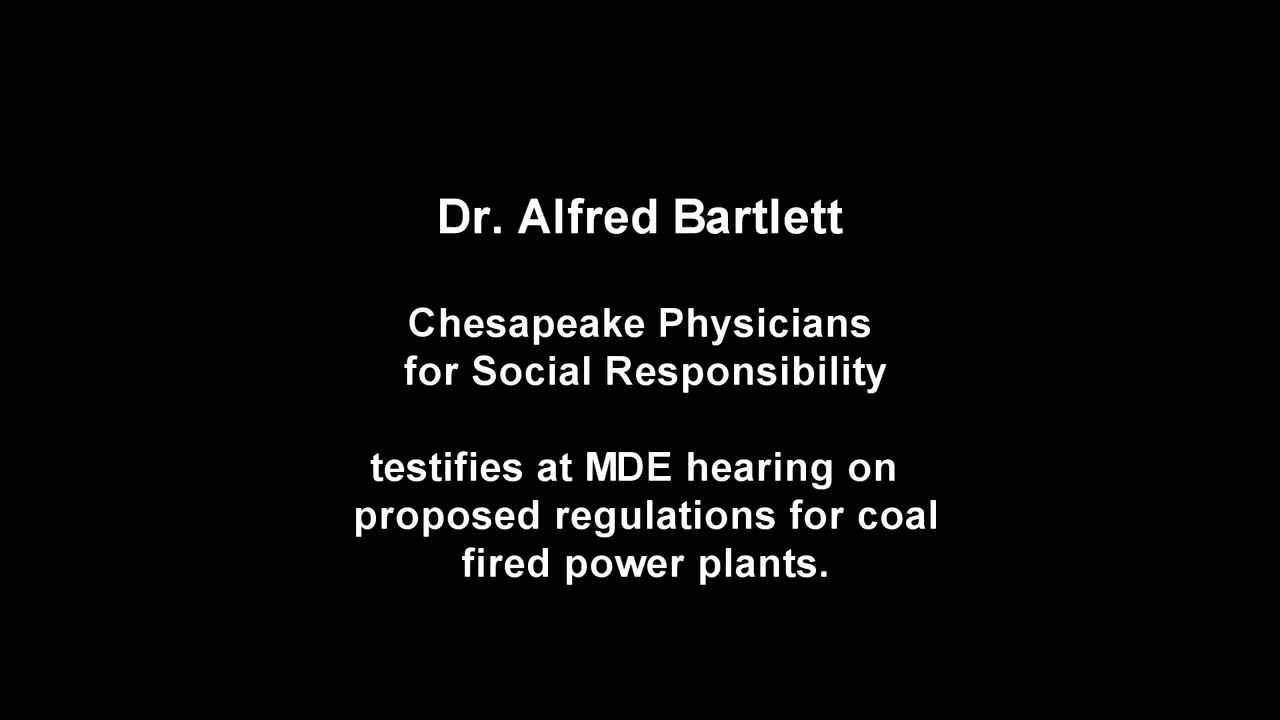 Dr. Alfred Bartlett
Chesapeake Physicians
for Social Responsibility
testifies at MDE hearing on
proposed regulations for coal
fired power plants.